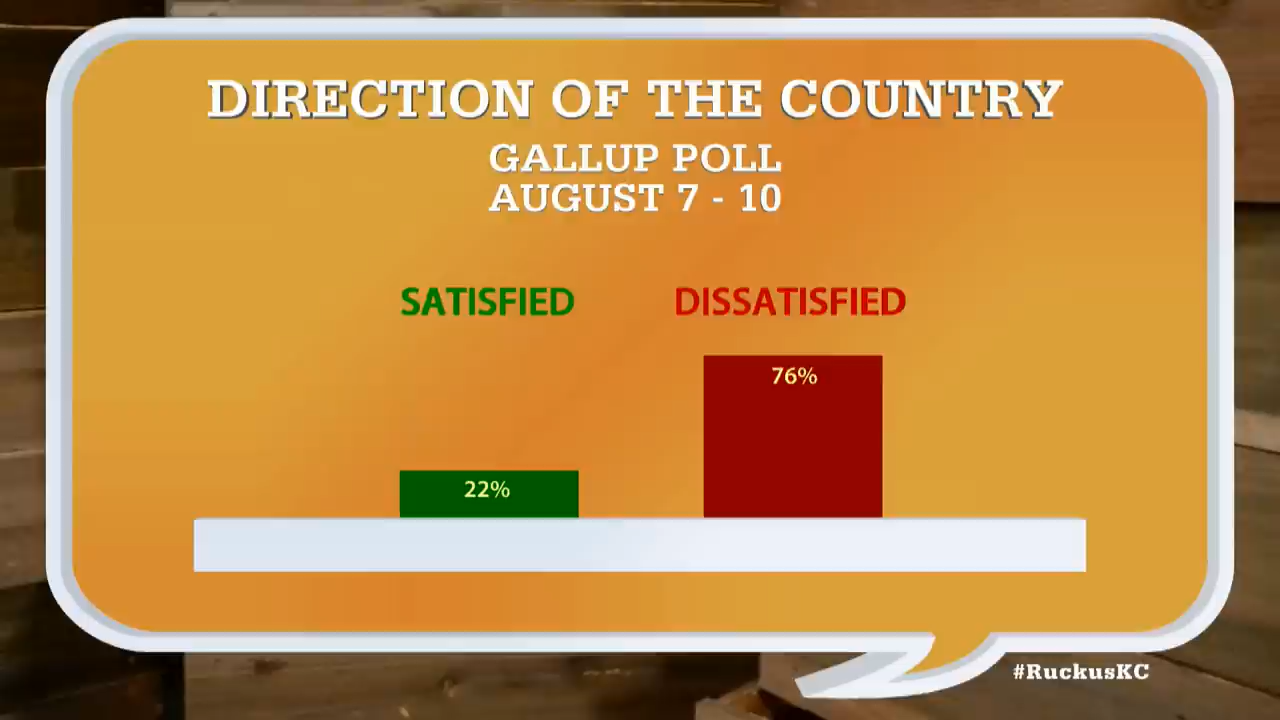 DIRECTION OF THE COUNTRY
GALLUP POLL
AUGUST 7 - 10
SATISFIED DISSATISFIED
76%
22%
#RuckusKC